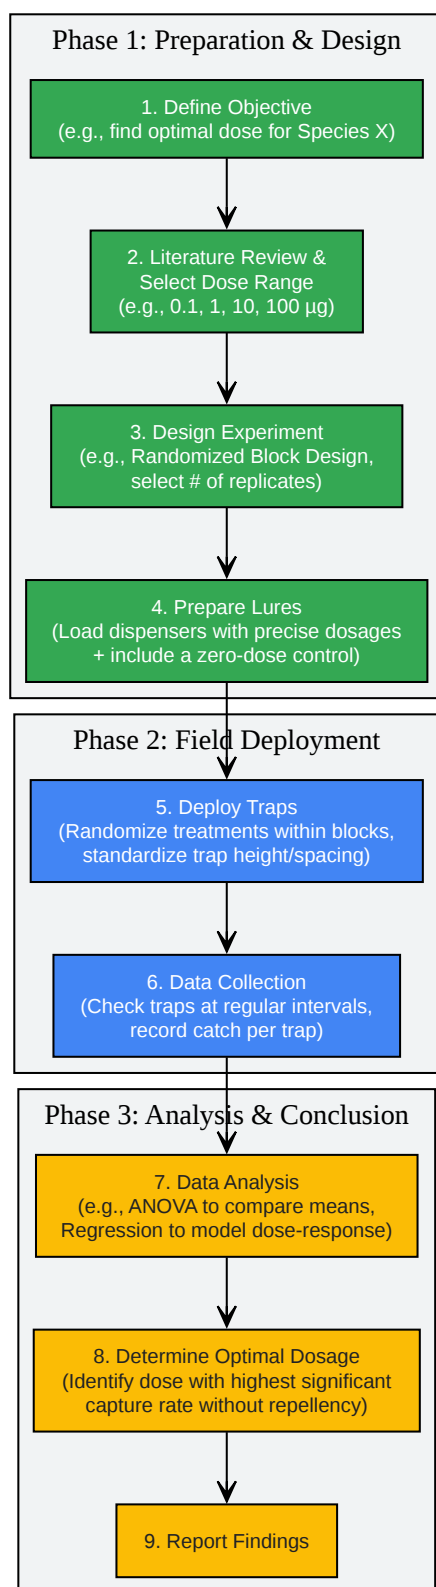 Phase 1: Preparation & Design
1. Define Objective
(e.g., find optimal dose for Species X)
2. Literature Review &
Select Dose Range
(e.g., 0.1, 1, 10, 100 µg)
3. Design Experiment
(e.g., Randomized Block Design,
select # of replicates)
4. Prepare Lures
(Load dispensers with precise dosages
+ include a zero-dose control)
Phase 2: Field Deployment
5. Deploy Traps
(Randomize treatments within blocks,
standardize trap height/spacing)
6. Data Collection
(Check traps at regular intervals,
record catch per trap)
Phase 3: Analysis & Conclusion
7. Data Analysis
(e.g., ANOVA to compare means,
Regression to model dose-response)
8. Determine Optimal Dosage
(Identify dose with highest significant
capture rate without repellency)
9. Report Findings